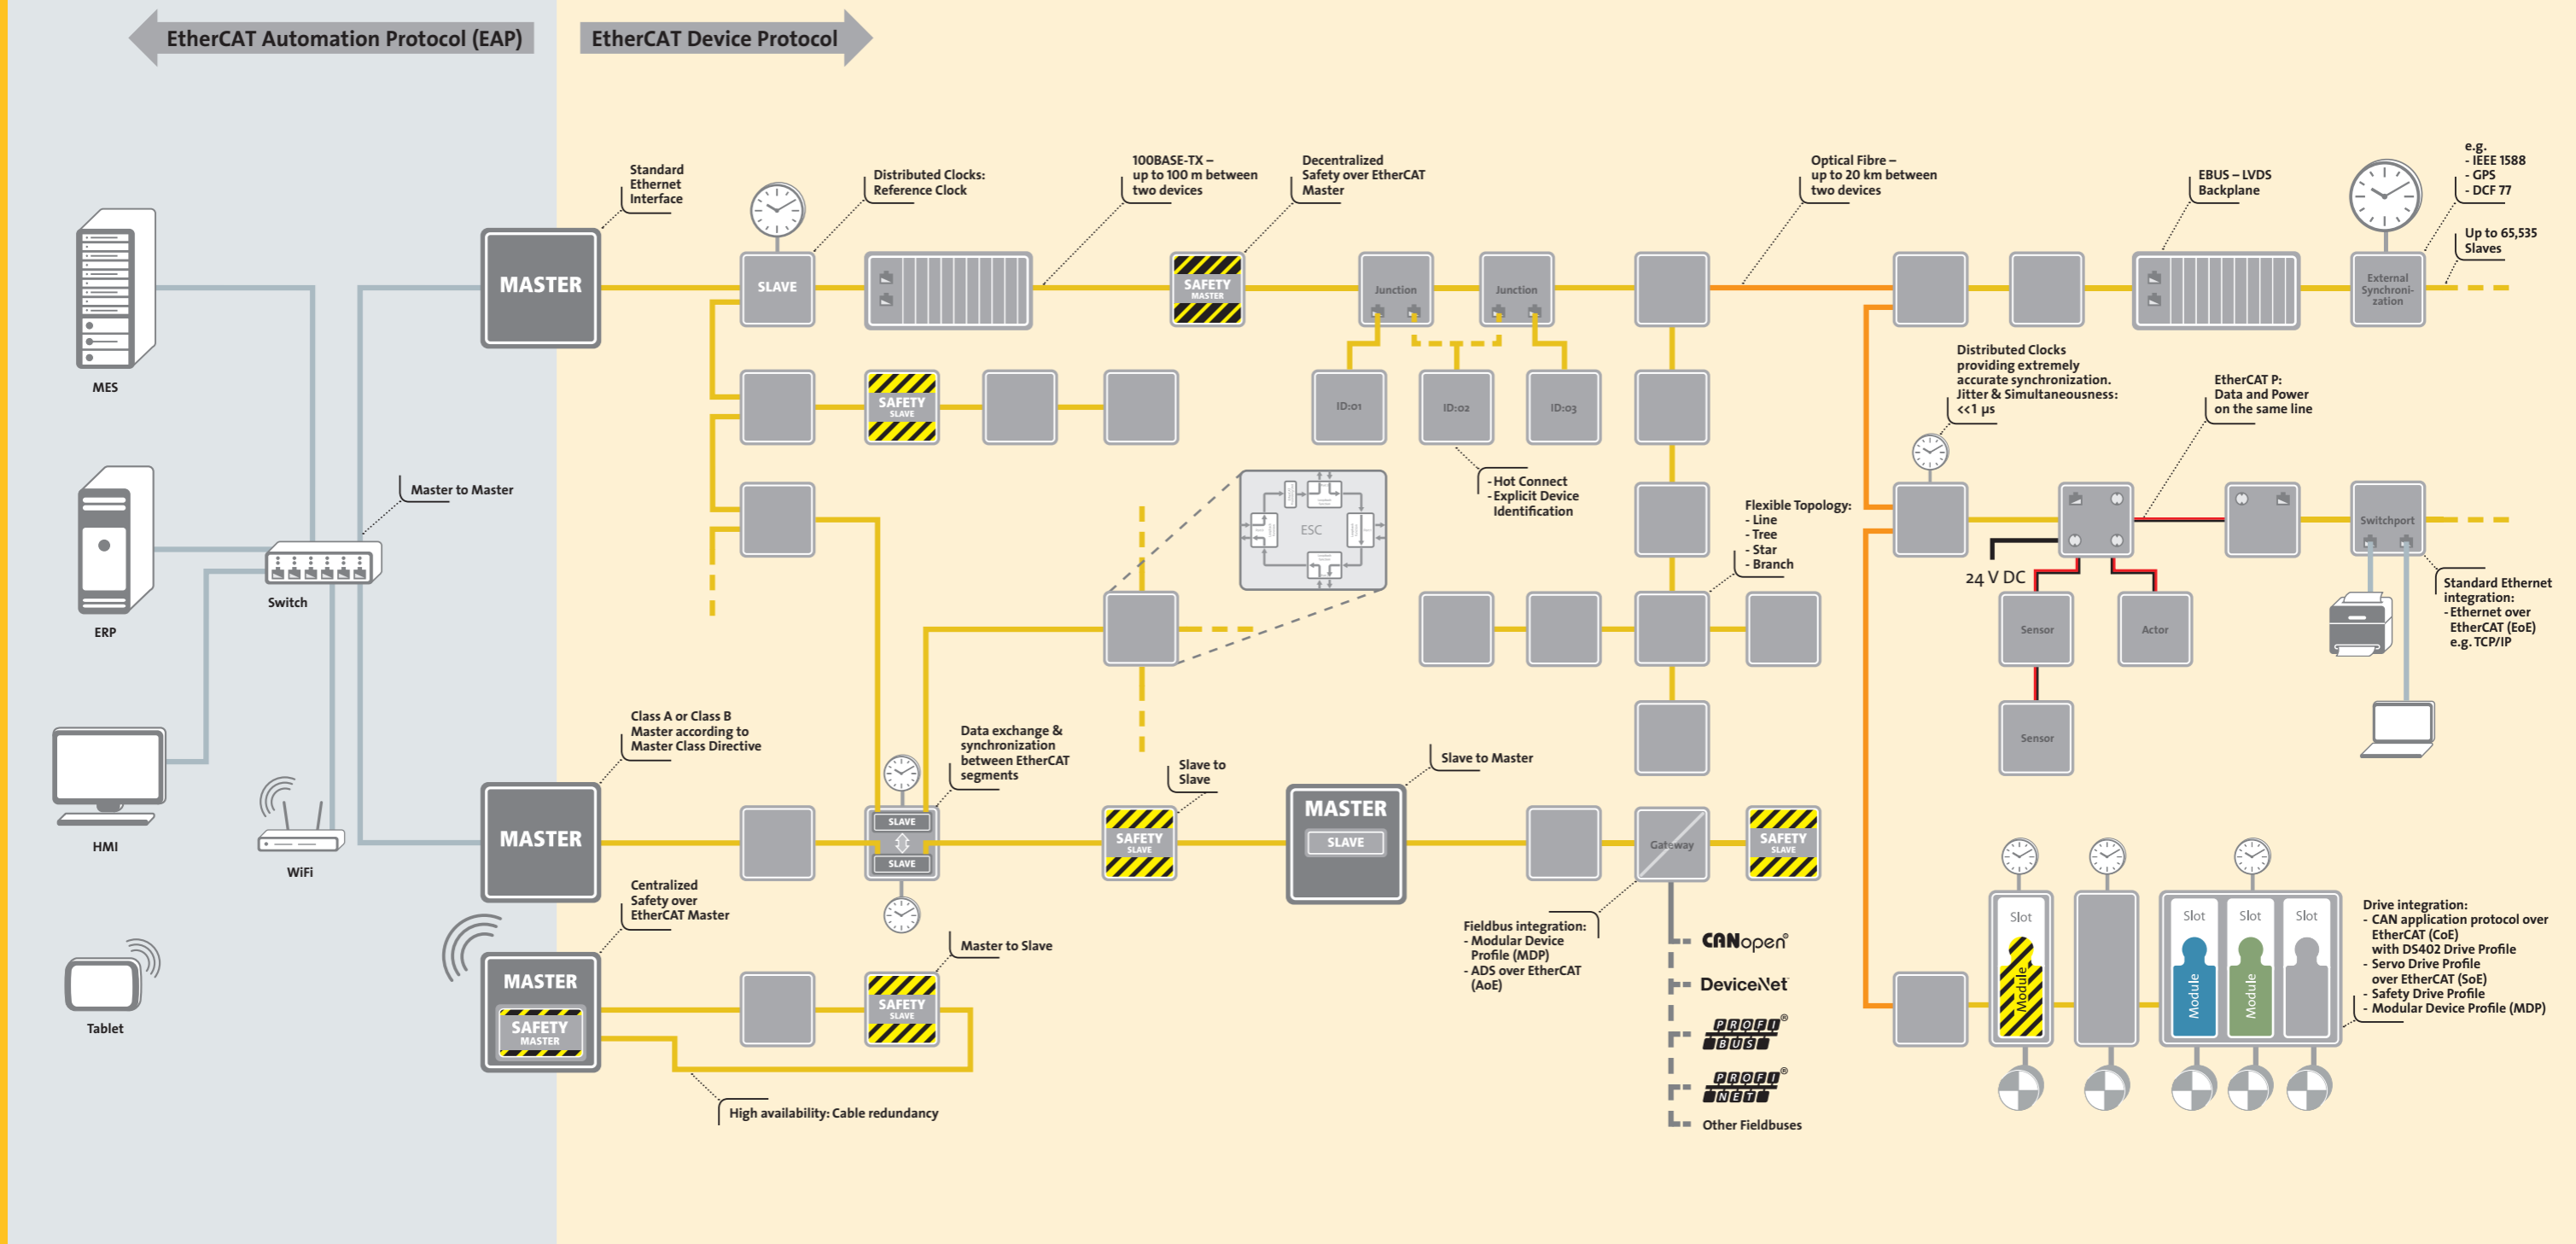 EtherCAT Automation Protocol (EAP)
EtherCAT Device Protocol
MES
ERP
HMI
Tablet
Switch
WiFi
Master to Master
Standard
Ethernet
Interface
MASTER
SLAVE
Distributed Clocks:
Reference Clock
100BASE-TX –
up to 100 m between
two devices
Decentralized
Safety over EtherCAT
Master
SAFETY
MASTER
Junction
Junction
Optical Fibre –
up to 20 km between
two devices
EBUS – LVDS
Backplane
e.g.
- IEEE 1588
- GPS
- DCF 77
Up to 65,535
Slaves
External
Synchroni-
zation
SAFETY
SLAVE
ID:01
ID:02
ID:03
- Hot Connect
- Explicit Device
Identification
ESC
Flexible Topology:
- Line
- Tree
- Star
- Branch
Distributed Clocks
providing extremely
accurate synchronization.
Jitter & Simultaneousness:
<<1 µs
EtherCAT P:
Data and Power
on the same line
24 V DC
Sensor
Actor
Sensor
Switchport
Standard Ethernet
integration:
- Ethernet over
EtherCAT (EoE)
e.g. TCP/IP
Class A or Class B
Master according to
Master Class Directive
MASTER
SLAVE
SLAVE
Data exchange &
synchronization
between EtherCAT
segments
Slave to
Slave
SAFETY
SLAVE
Slave to Master
MASTER
SLAVE
Gateway
SAFETY
SLAVE
Fieldbus integration:
- Modular Device
Profile (MDP)
- ADS over EtherCAT
(AoE)
CANopen®
DeviceNet
PROFI®
BUS
PROFI®
NET
Other Fieldbuses
Centralized
Safety over
EtherCAT Master
MASTER
SAFETY
MASTER
Master to Slave
SAFETY
SLAVE
High availability: Cable redundancy
Slot
Module
Slot
Module
Slot
Module
Slot
Drive integration:
- CAN application protocol over
EtherCAT (CoE)
with DS402 Drive Profile
- Servo Drive Profile
over EtherCAT (SoE)
- Safety Drive Profile
- Modular Device Profile (MDP)